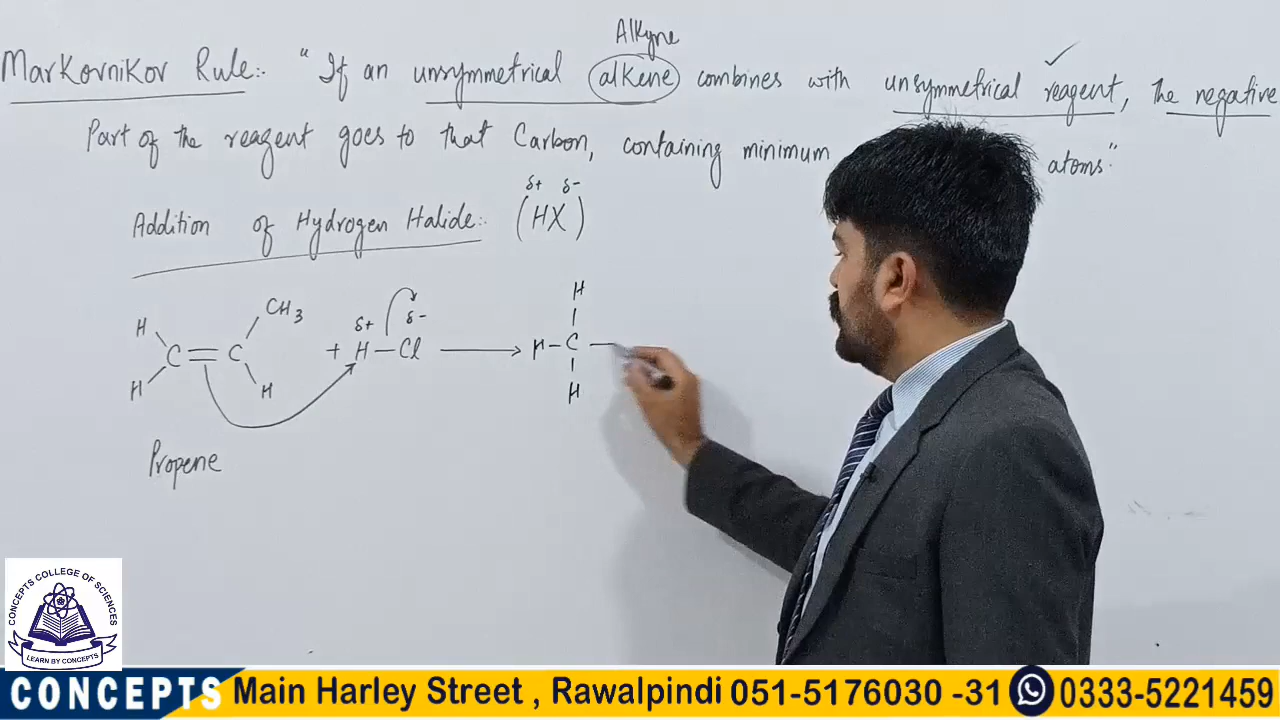 Alkyne
Markovnikov Rule:- "If an unsymmetrical alkene combines with unsymmetrical reagent, the negative
Part of the reagent goes to that Carbon, containing minimum atoms"
δ+ δ-
Addition of Hydrogen Halide:- (HX)
H CH3 δ+ δ- H
C=C + H-Cl → H-C-
H H H
Propene
CONCEPTS COLLEGE OF SCIENCES
LEARN BY CONCEPTS
CONCEPTS Main Harley Street , Rawalpindi 051-5176030 -31 0333-5221459